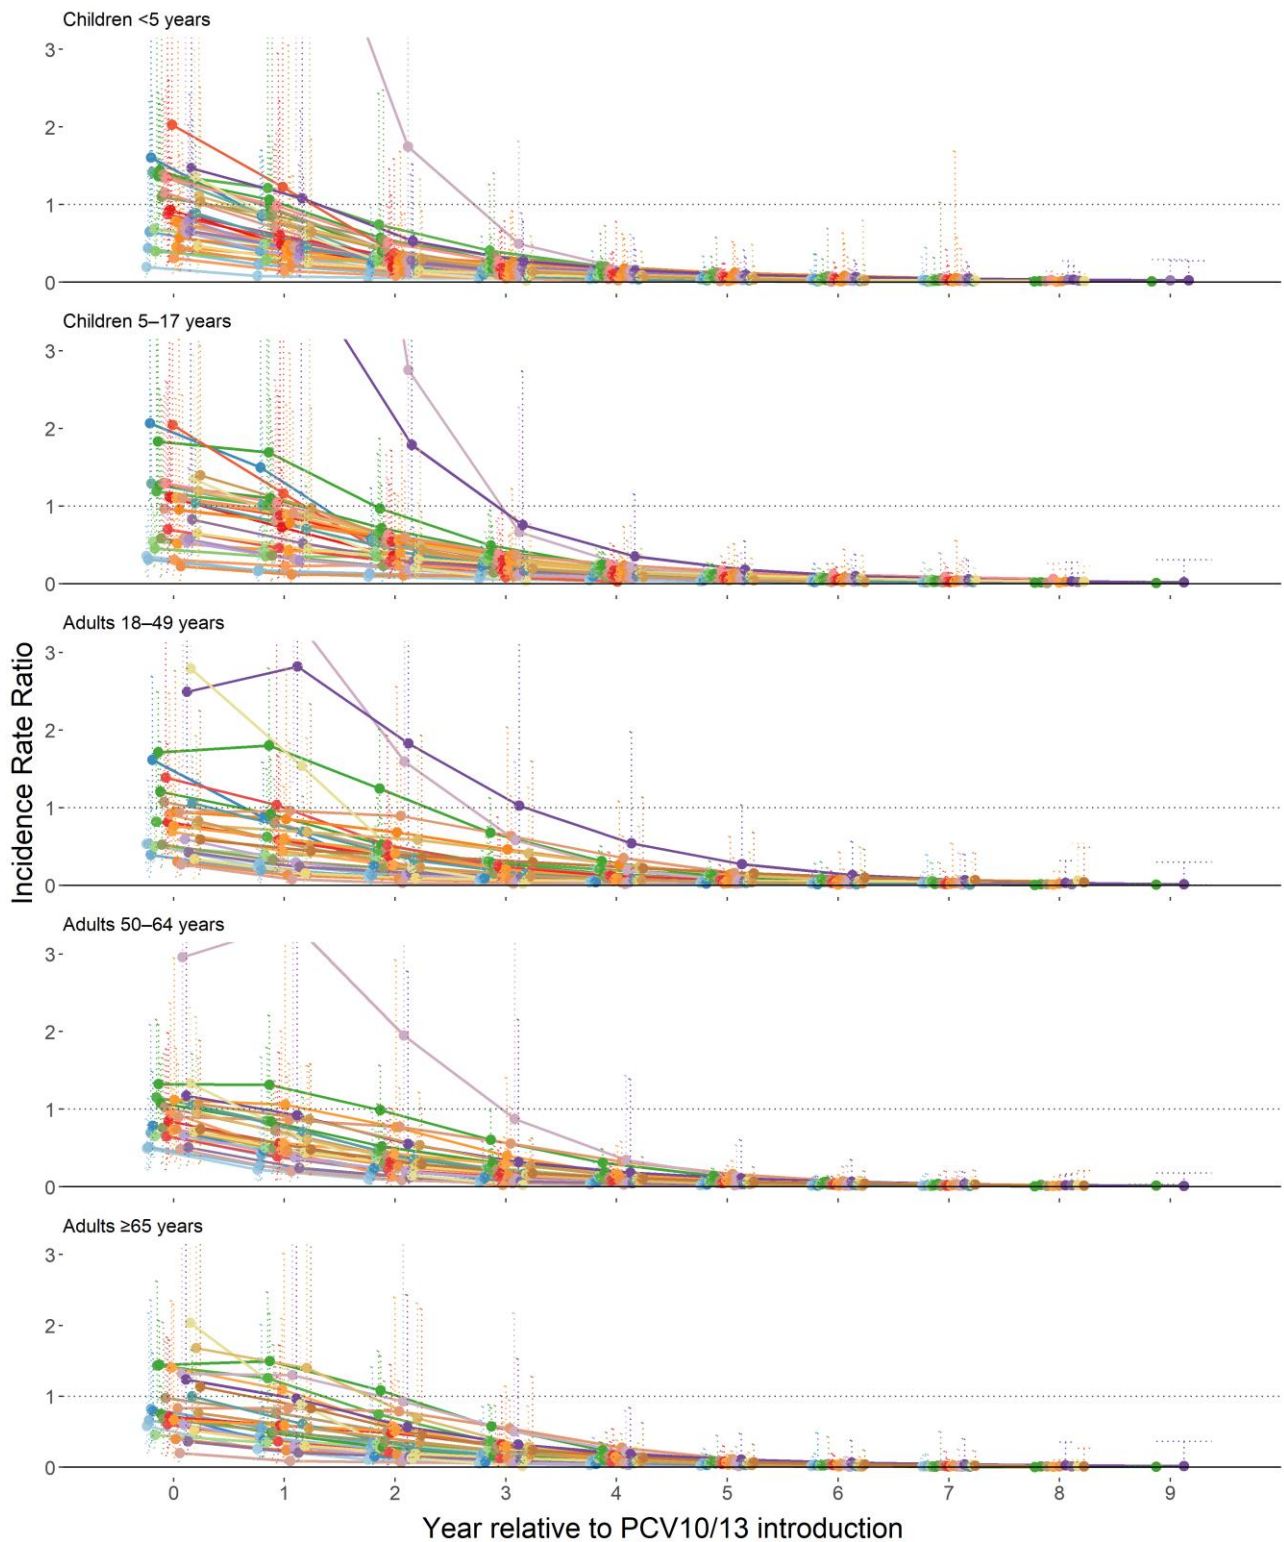 Children <5 years
3
2
1
0
Children 5–17 years
3
2
1
0
Adults 18–49 years
3
2
1
0
Adults 50–64 years
3
2
1
0
Adults ≥65 years
3
2
1
0
0 1 2 3 4 5 6 7 8 9
Incidence Rate Ratio
Year relative to PCV10/13 introduction